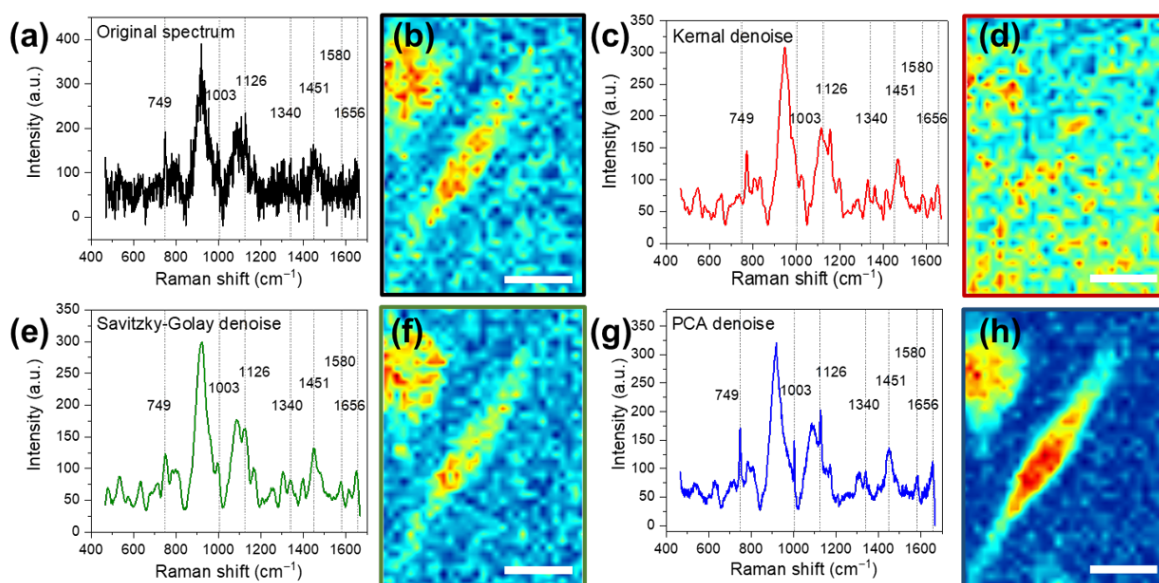 (a)
Original spectrum
400
300
200
100
0
Intensity (a.u.)
749
1003
1126
1340
1451
1580
1656
400 600 800 1000 1200 1400 1600
Raman shift (cm⁻¹)
(b)
(c)
Kernal denoise
350
300
250
200
150
100
50
0
Intensity (a.u.)
749
1003
1126
1340
1451
1580
1656
400 600 800 1000 1200 1400 1600
Raman shift (cm⁻¹)
(d)
(e)
Savitzky-Golay denoise
350
300
250
200
150
100
50
0
Intensity (a.u.)
749
1003
1126
1340
1451
1580
1656
400 600 800 1000 1200 1400 1600
Raman shift (cm⁻¹)
(f)
(g)
PCA denoise
350
300
250
200
150
100
50
0
Intensity (a.u.)
749
1003
1126
1340
1451
1580
1656
400 600 800 1000 1200 1400 1600
Raman shift (cm⁻¹)
(h)